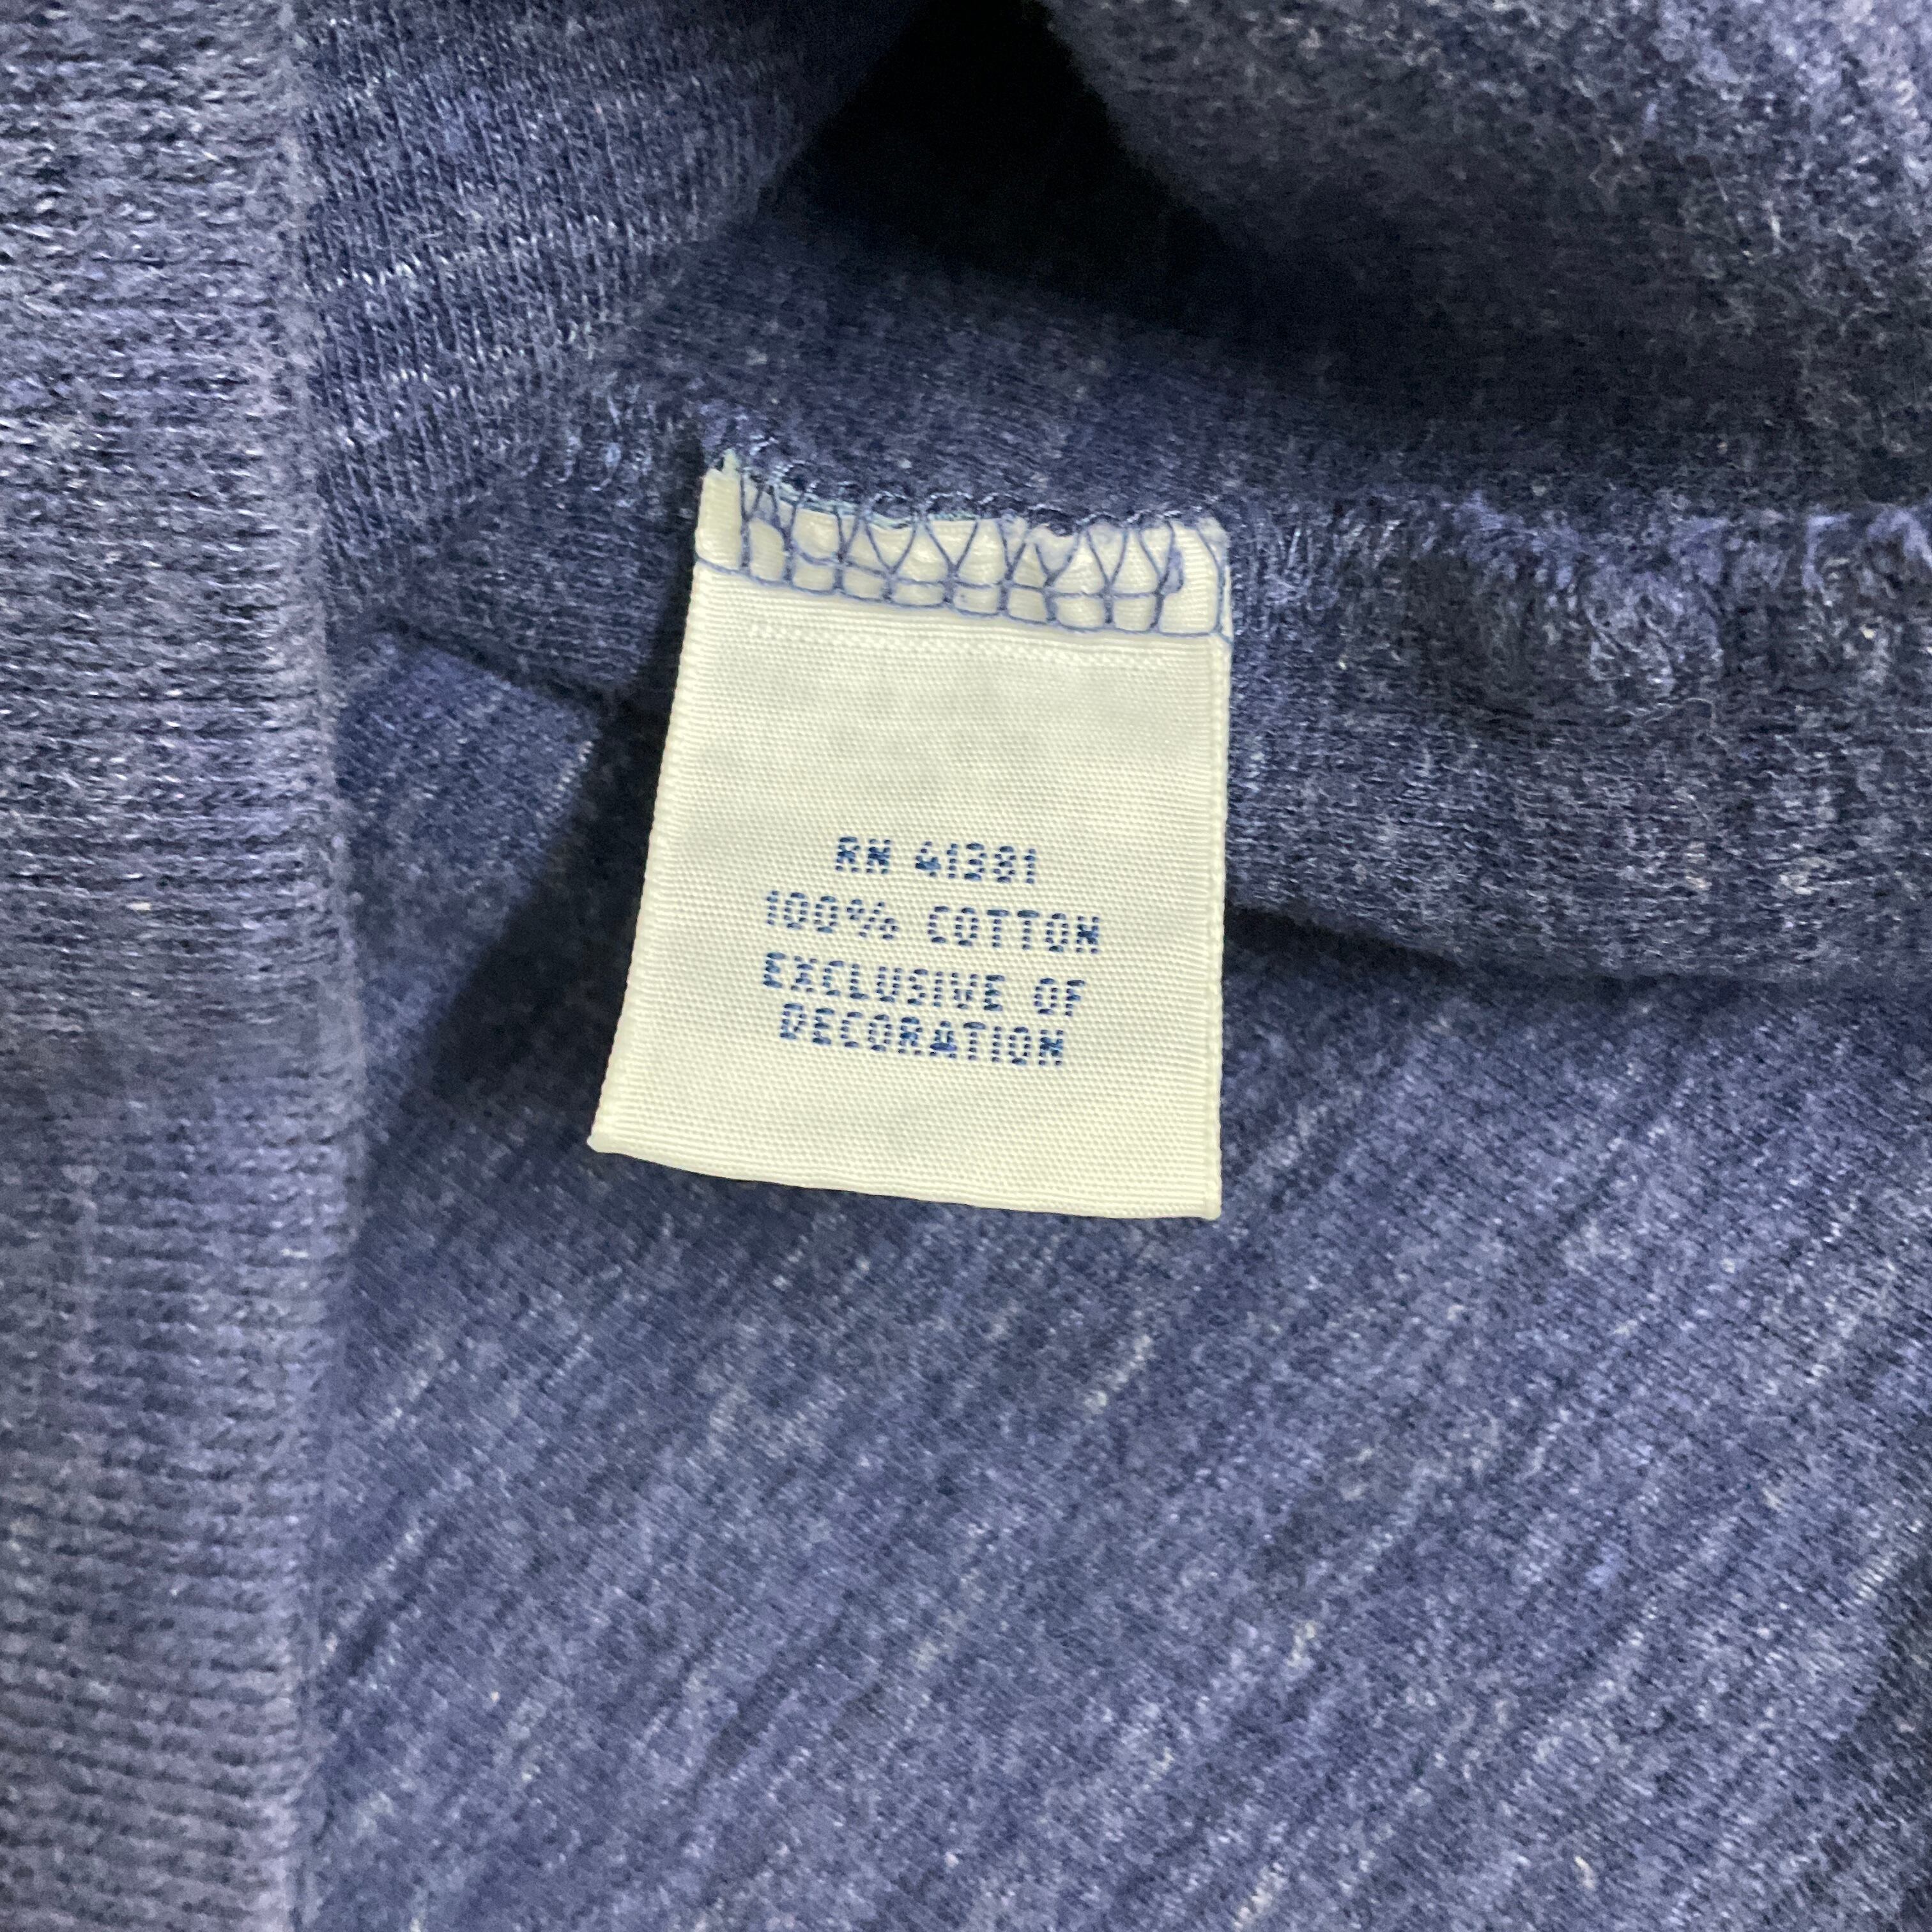 RN 41381
100% COTTON
EXCLUSIVE OF
DECORATION